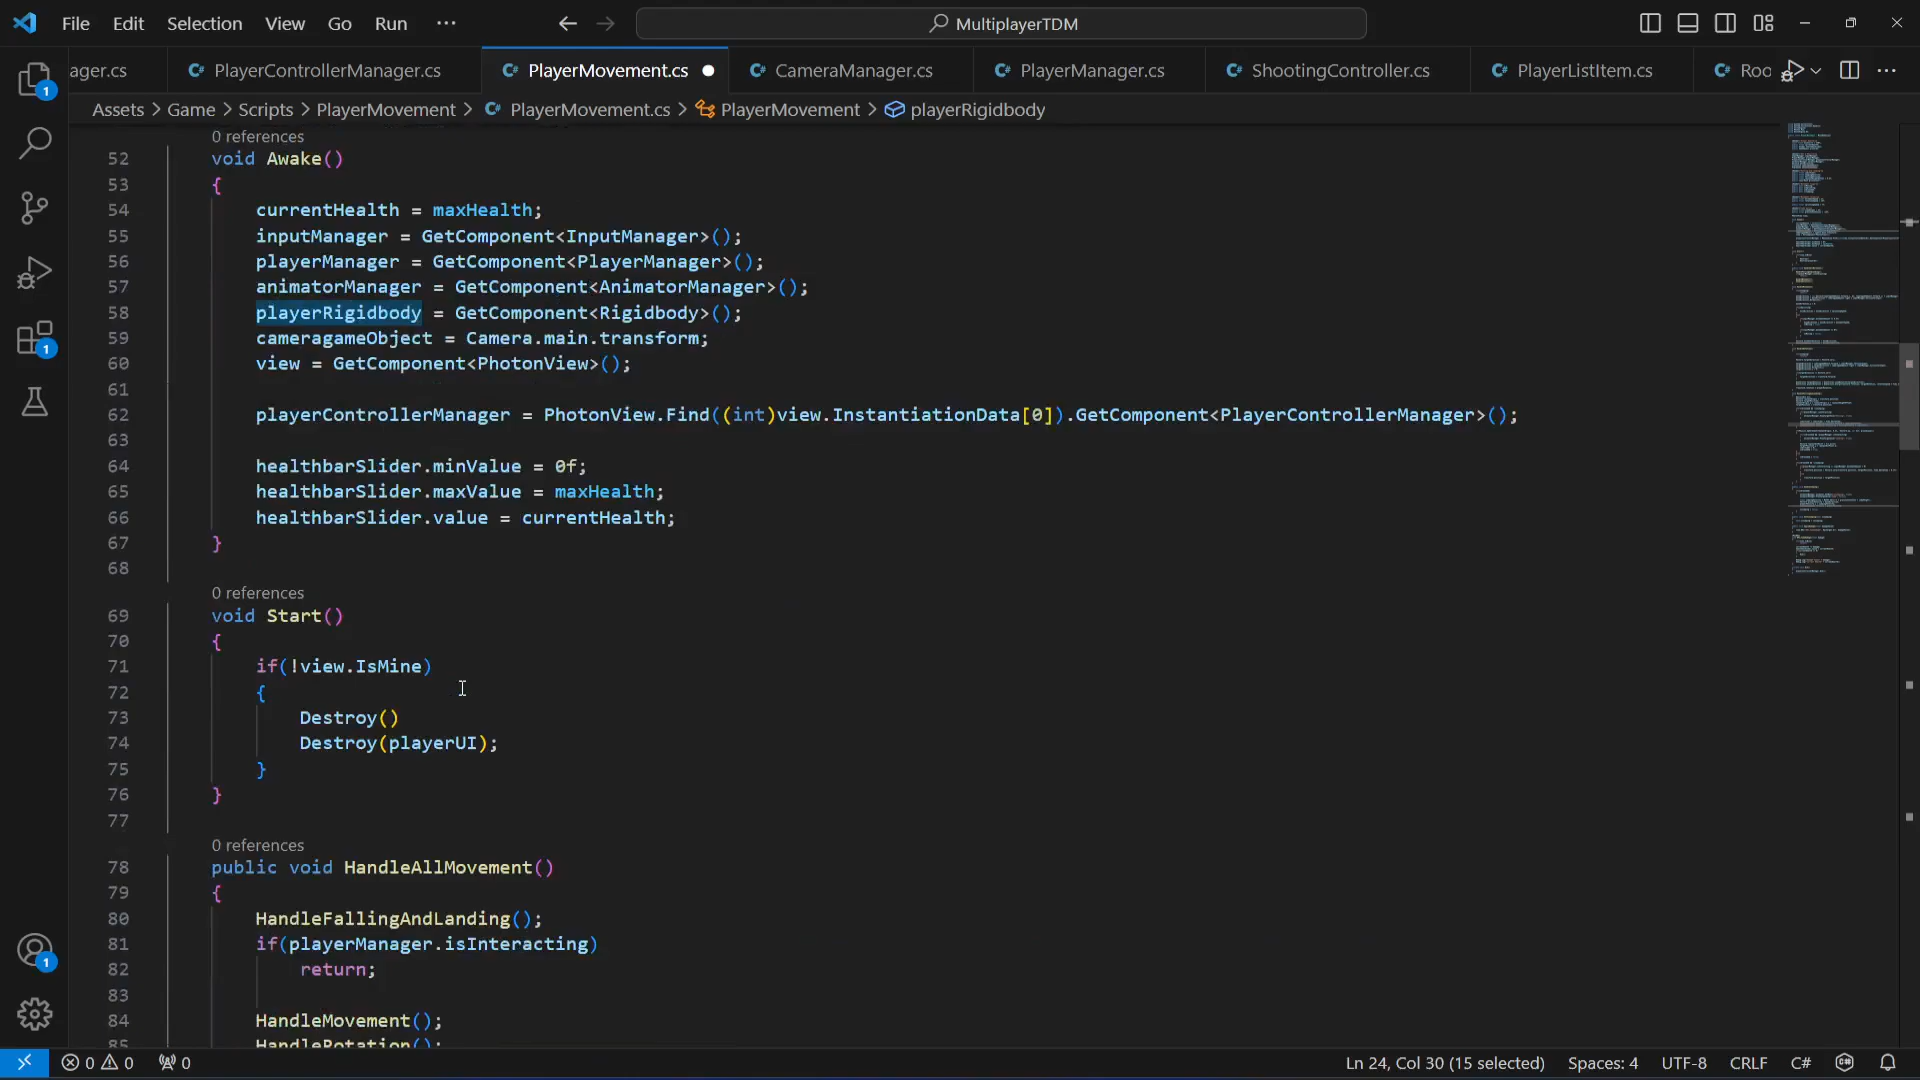 File Edit Selection View Go Run ··· MultiplayerTDM
ager.cs PlayerControllerManager.cs PlayerMovement.cs CameraManager.cs PlayerManager.cs ShootingController.cs PlayerListItem.cs Roo
Assets > Game > Scripts > PlayerMovement > PlayerMovement.cs > PlayerMovement > playerRigidbody
0 references
52 void Awake()
53 {
54 currentHealth = maxHealth;
55 inputManager = GetComponent<InputManager>();
56 playerManager = GetComponent<PlayerManager>();
57 animatorManager = GetComponent<AnimatorManager>();
58 playerRigidbody = GetComponent<Rigidbody>();
59 cameragameObject = Camera.main.transform;
60 view = GetComponent<PhotonView>();
61
62 playerControllerManager = PhotonView.Find((int)view.InstantiationData[0]).GetComponent<PlayerControllerManager>();
63
64 healthbarSlider.minValue = 0f;
65 healthbarSlider.maxValue = maxHealth;
66 healthbarSlider.value = currentHealth;
67 }
68
0 references
69 void Start()
70 {
71 if(!view.IsMine)
72 {
73 Destroy()
74 Destroy(playerUI);
75 }
76 }
77
0 references
78 public void HandleAllMovement()
79 {
80 HandleFallingAndLanding();
81 if(playerManager.isInteracting)
82 return;
83
84 HandleMovement();
85 HandleRotation();
1
1
1
0 0 0 Ln 24, Col 30 (15 selected) Spaces: 4 UTF-8 CRLF C#